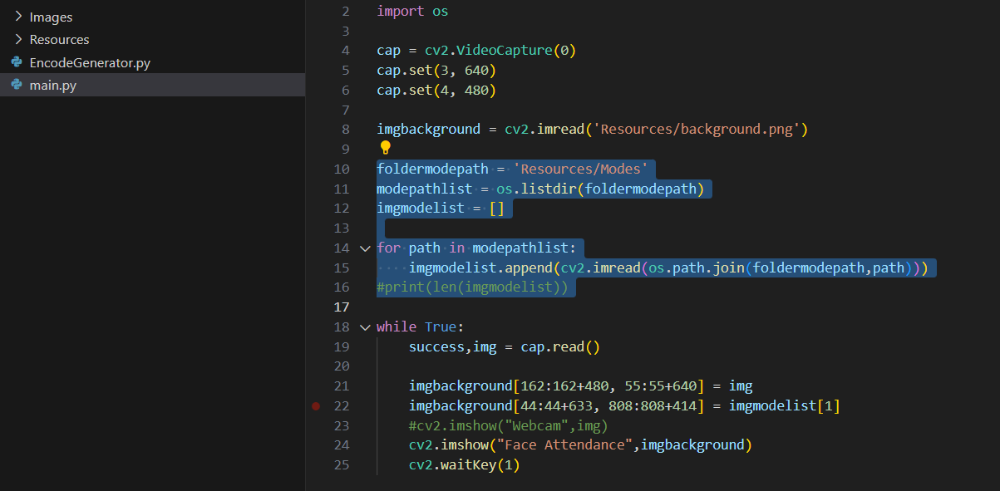 Images
Resources
EncodeGenerator.py
main.py
2 import os
3
4 cap = cv2.VideoCapture(0)
5 cap.set(3, 640)
6 cap.set(4, 480)
7
8 imgbackground = cv2.imread('Resources/background.png')
9
10 foldermodepath = 'Resources/Modes'
11 modepathlist = os.listdir(foldermodepath)
12 imgmodelist = []
13
14 for path in modepathlist:
15     imgmodelist.append(cv2.imread(os.path.join(foldermodepath,path)))
16 #print(len(imgmodelist))
17
18 while True:
19     success,img = cap.read()
20
21     imgbackground[162:162+480, 55:55+640] = img
22     imgbackground[44:44+633, 808:808+414] = imgmodelist[1]
23     #cv2.imshow("Webcam",img)
24     cv2.imshow("Face Attendance",imgbackground)
25     cv2.waitKey(1)